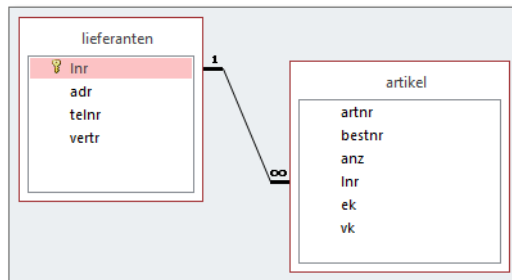 lieferanten
lnr
adr
telnr
vertr
1
∞
artikel
artnr
bestnr
anz
lnr
ek
vk